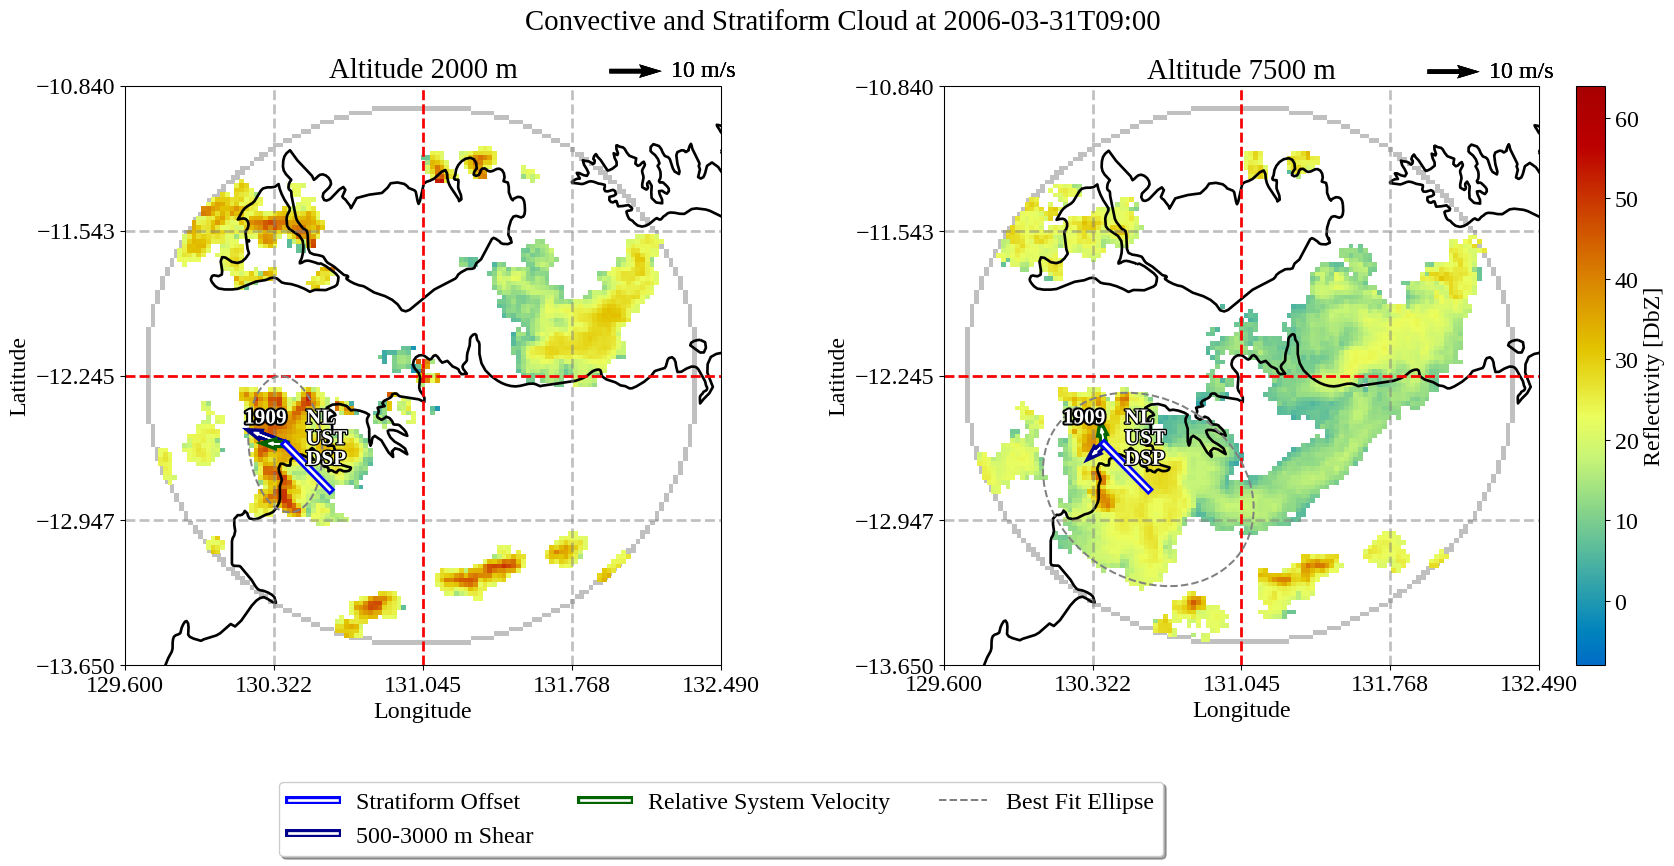 Convective and Stratiform Cloud at 2006-03-31T09:00
Altitude 2000 m
10 m/s
−10.840
−11.543
−12.245
−12.947
−13.650
Latitude
1909
NL
UST
DSP
129.600
130.322
131.045
131.768
132.490
Longitude
Altitude 7500 m
10 m/s
−10.840
−11.543
−12.245
−12.947
−13.650
Latitude
1909
NL
UST
DSP
129.600
130.322
131.045
131.768
132.490
Longitude
60
50
40
30
20
10
0
Reflectivity [DbZ]
Stratiform Offset
500-3000 m Shear
Relative System Velocity
Best Fit Ellipse